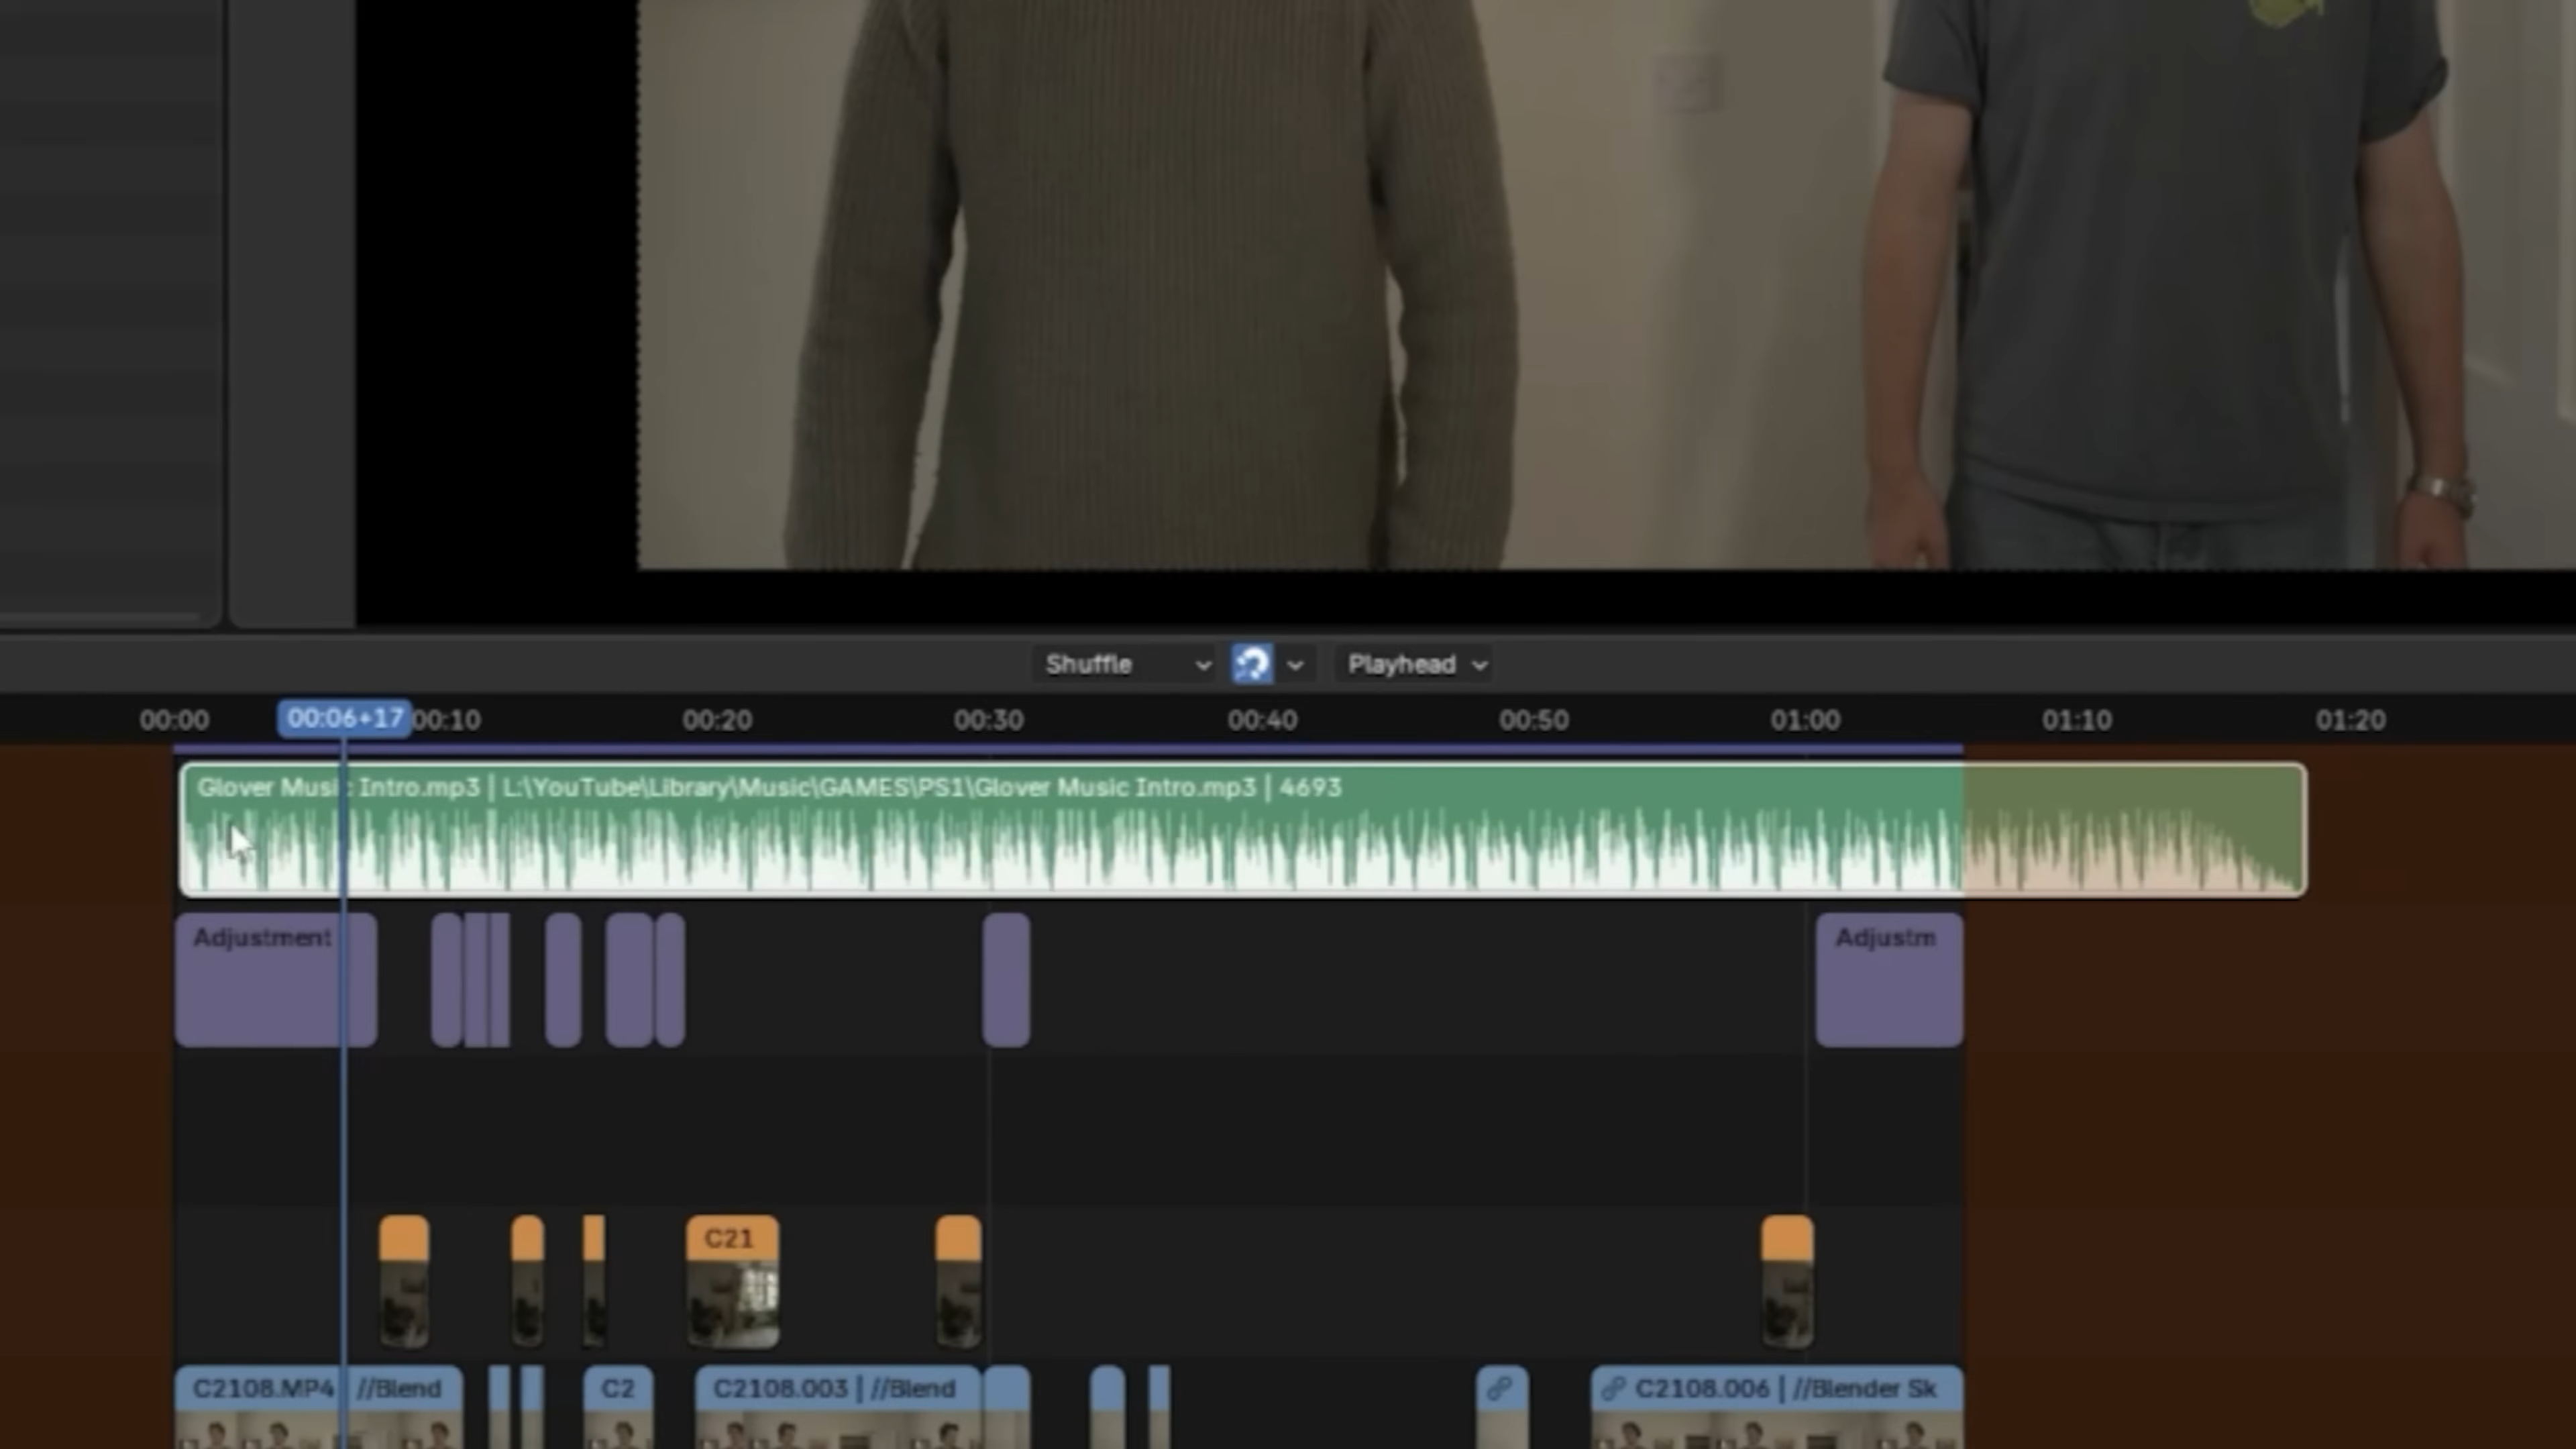 Shuffle Playhead
00:00 00:06+17 00:10 00:20 00:30 00:40 00:50 01:00 01:10 01:20
Glover Music Intro.mp3 | L:\YouTube\Library\Music\GAMES\PS1\Glover Music Intro.mp3 | 4693
Adjustment Adjustm
C21
C2108.MP4 | //Blend C2 C2108.003 | //Blend C2108.006 | //Blender Sk